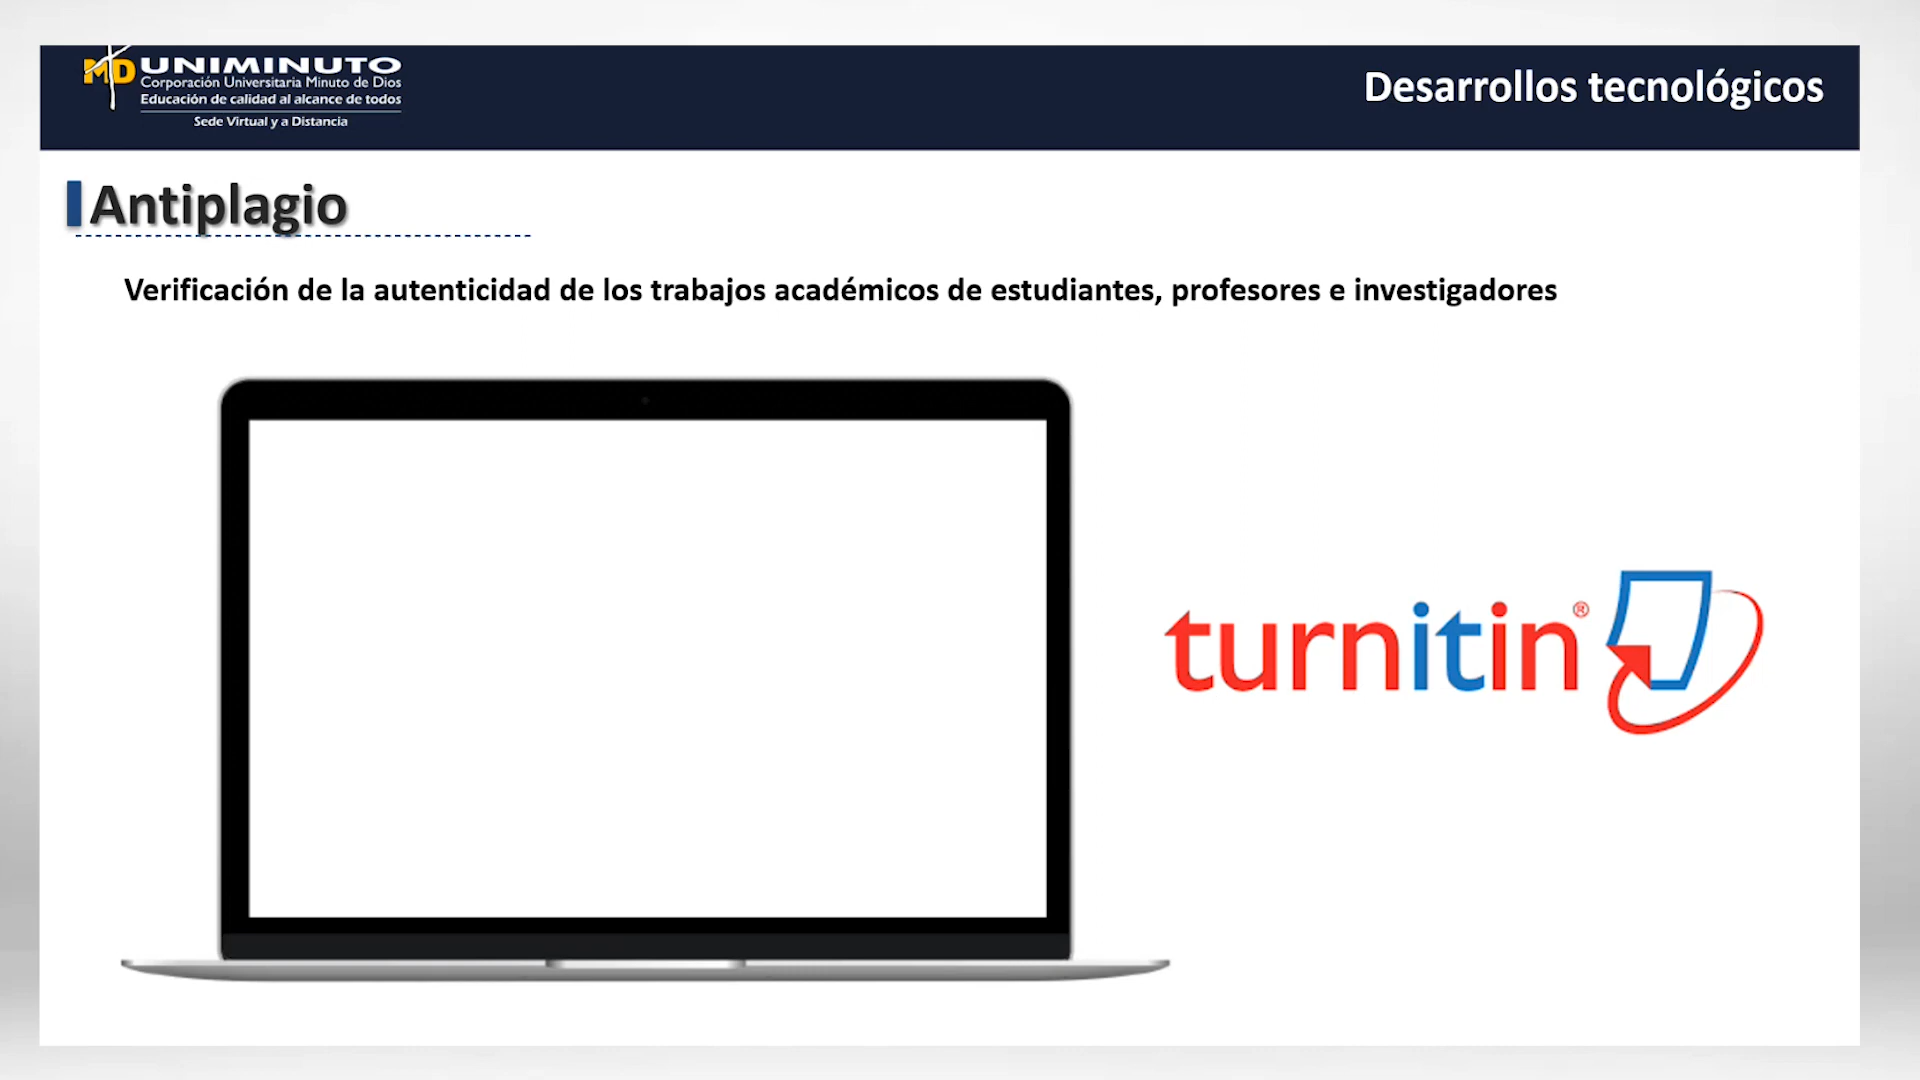 MD UNIMINUTO
Corporación Universitaria Minuto de Dios
Educación de calidad al alcance de todos
Sede Virtual y a Distancia
Desarrollos tecnológicos
Antiplagio
Verificación de la autenticidad de los trabajos académicos de estudiantes, profesores e investigadores
turnitin®